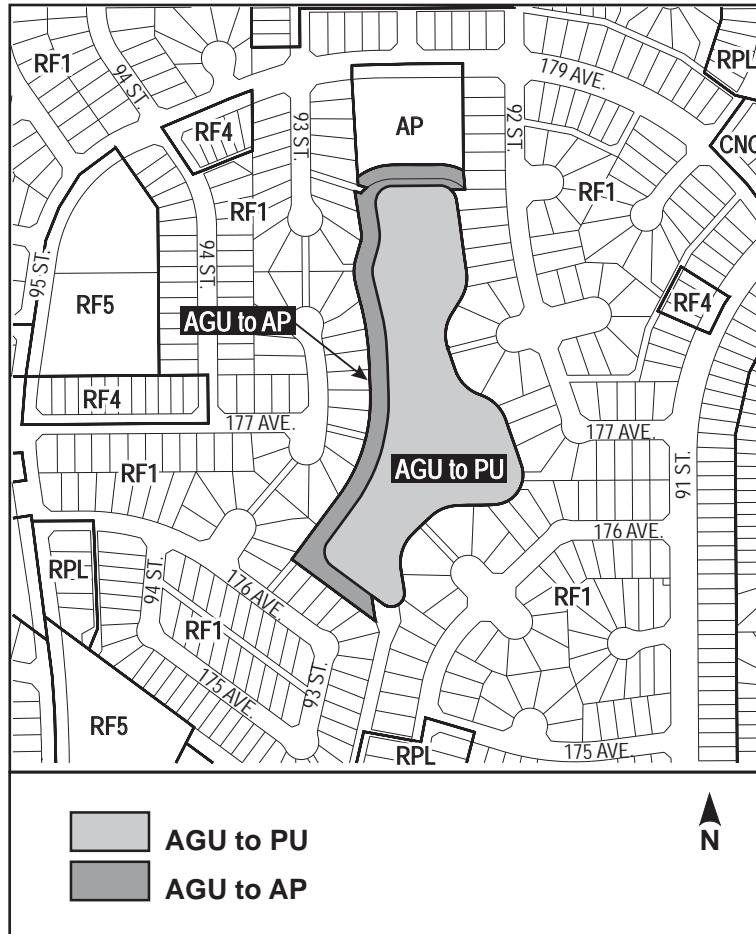 RF1
94 ST.
93 ST.
92 ST.
179 AVE.
RPL
CNC
RF4
AP
RF1
RF1
95 ST.
94 ST.
RF5
RF4
AGU to AP
RF4
177 AVE.
177 AVE.
RF1
AGU to PU
91 ST.
176 AVE.
RPL
94 ST.
176 AVE.
RF1
RF1
175 AVE.
93 ST.
RF5
RPL
175 AVE.
AGU to PU
N
AGU to AP